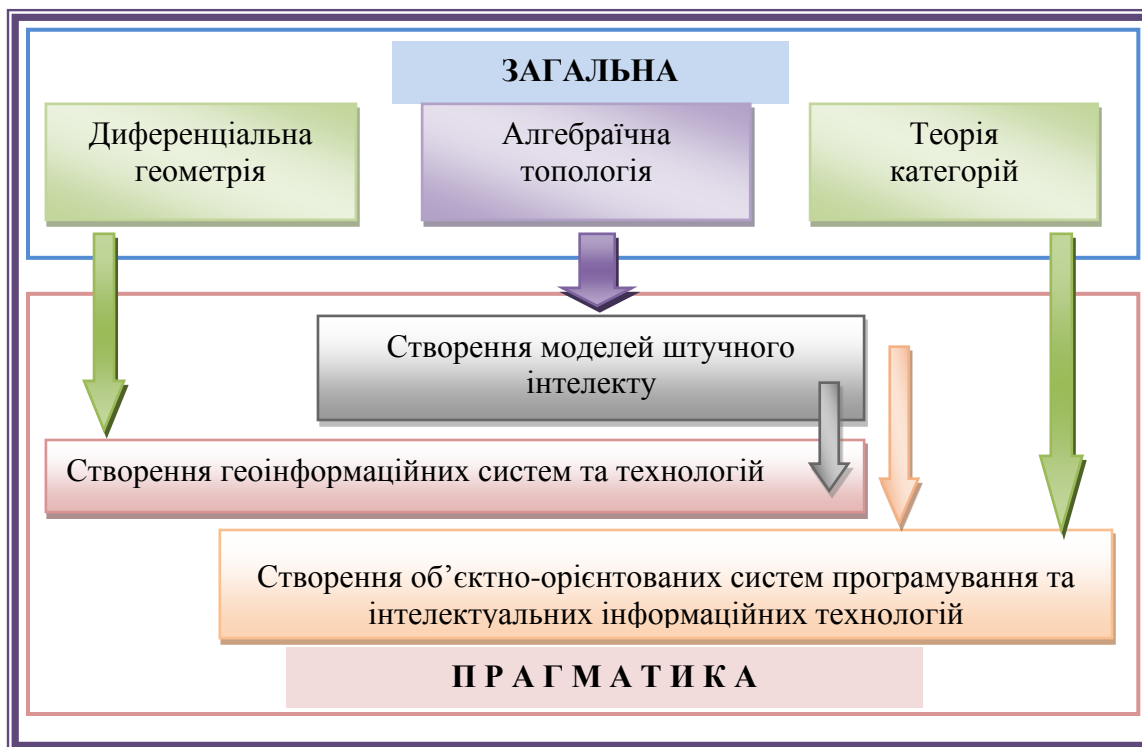 ЗАГАЛЬНА
Диференціальна
геометрія
Алгебраїчна
топологія
Теорія
категорій
Створення моделей штучного
інтелекту
Створення геоінформаційних систем та технологій
Створення об’єктно-орієнтованих систем програмування та
інтелектуальних інформаційних технологій
П Р А Г М А Т И К А